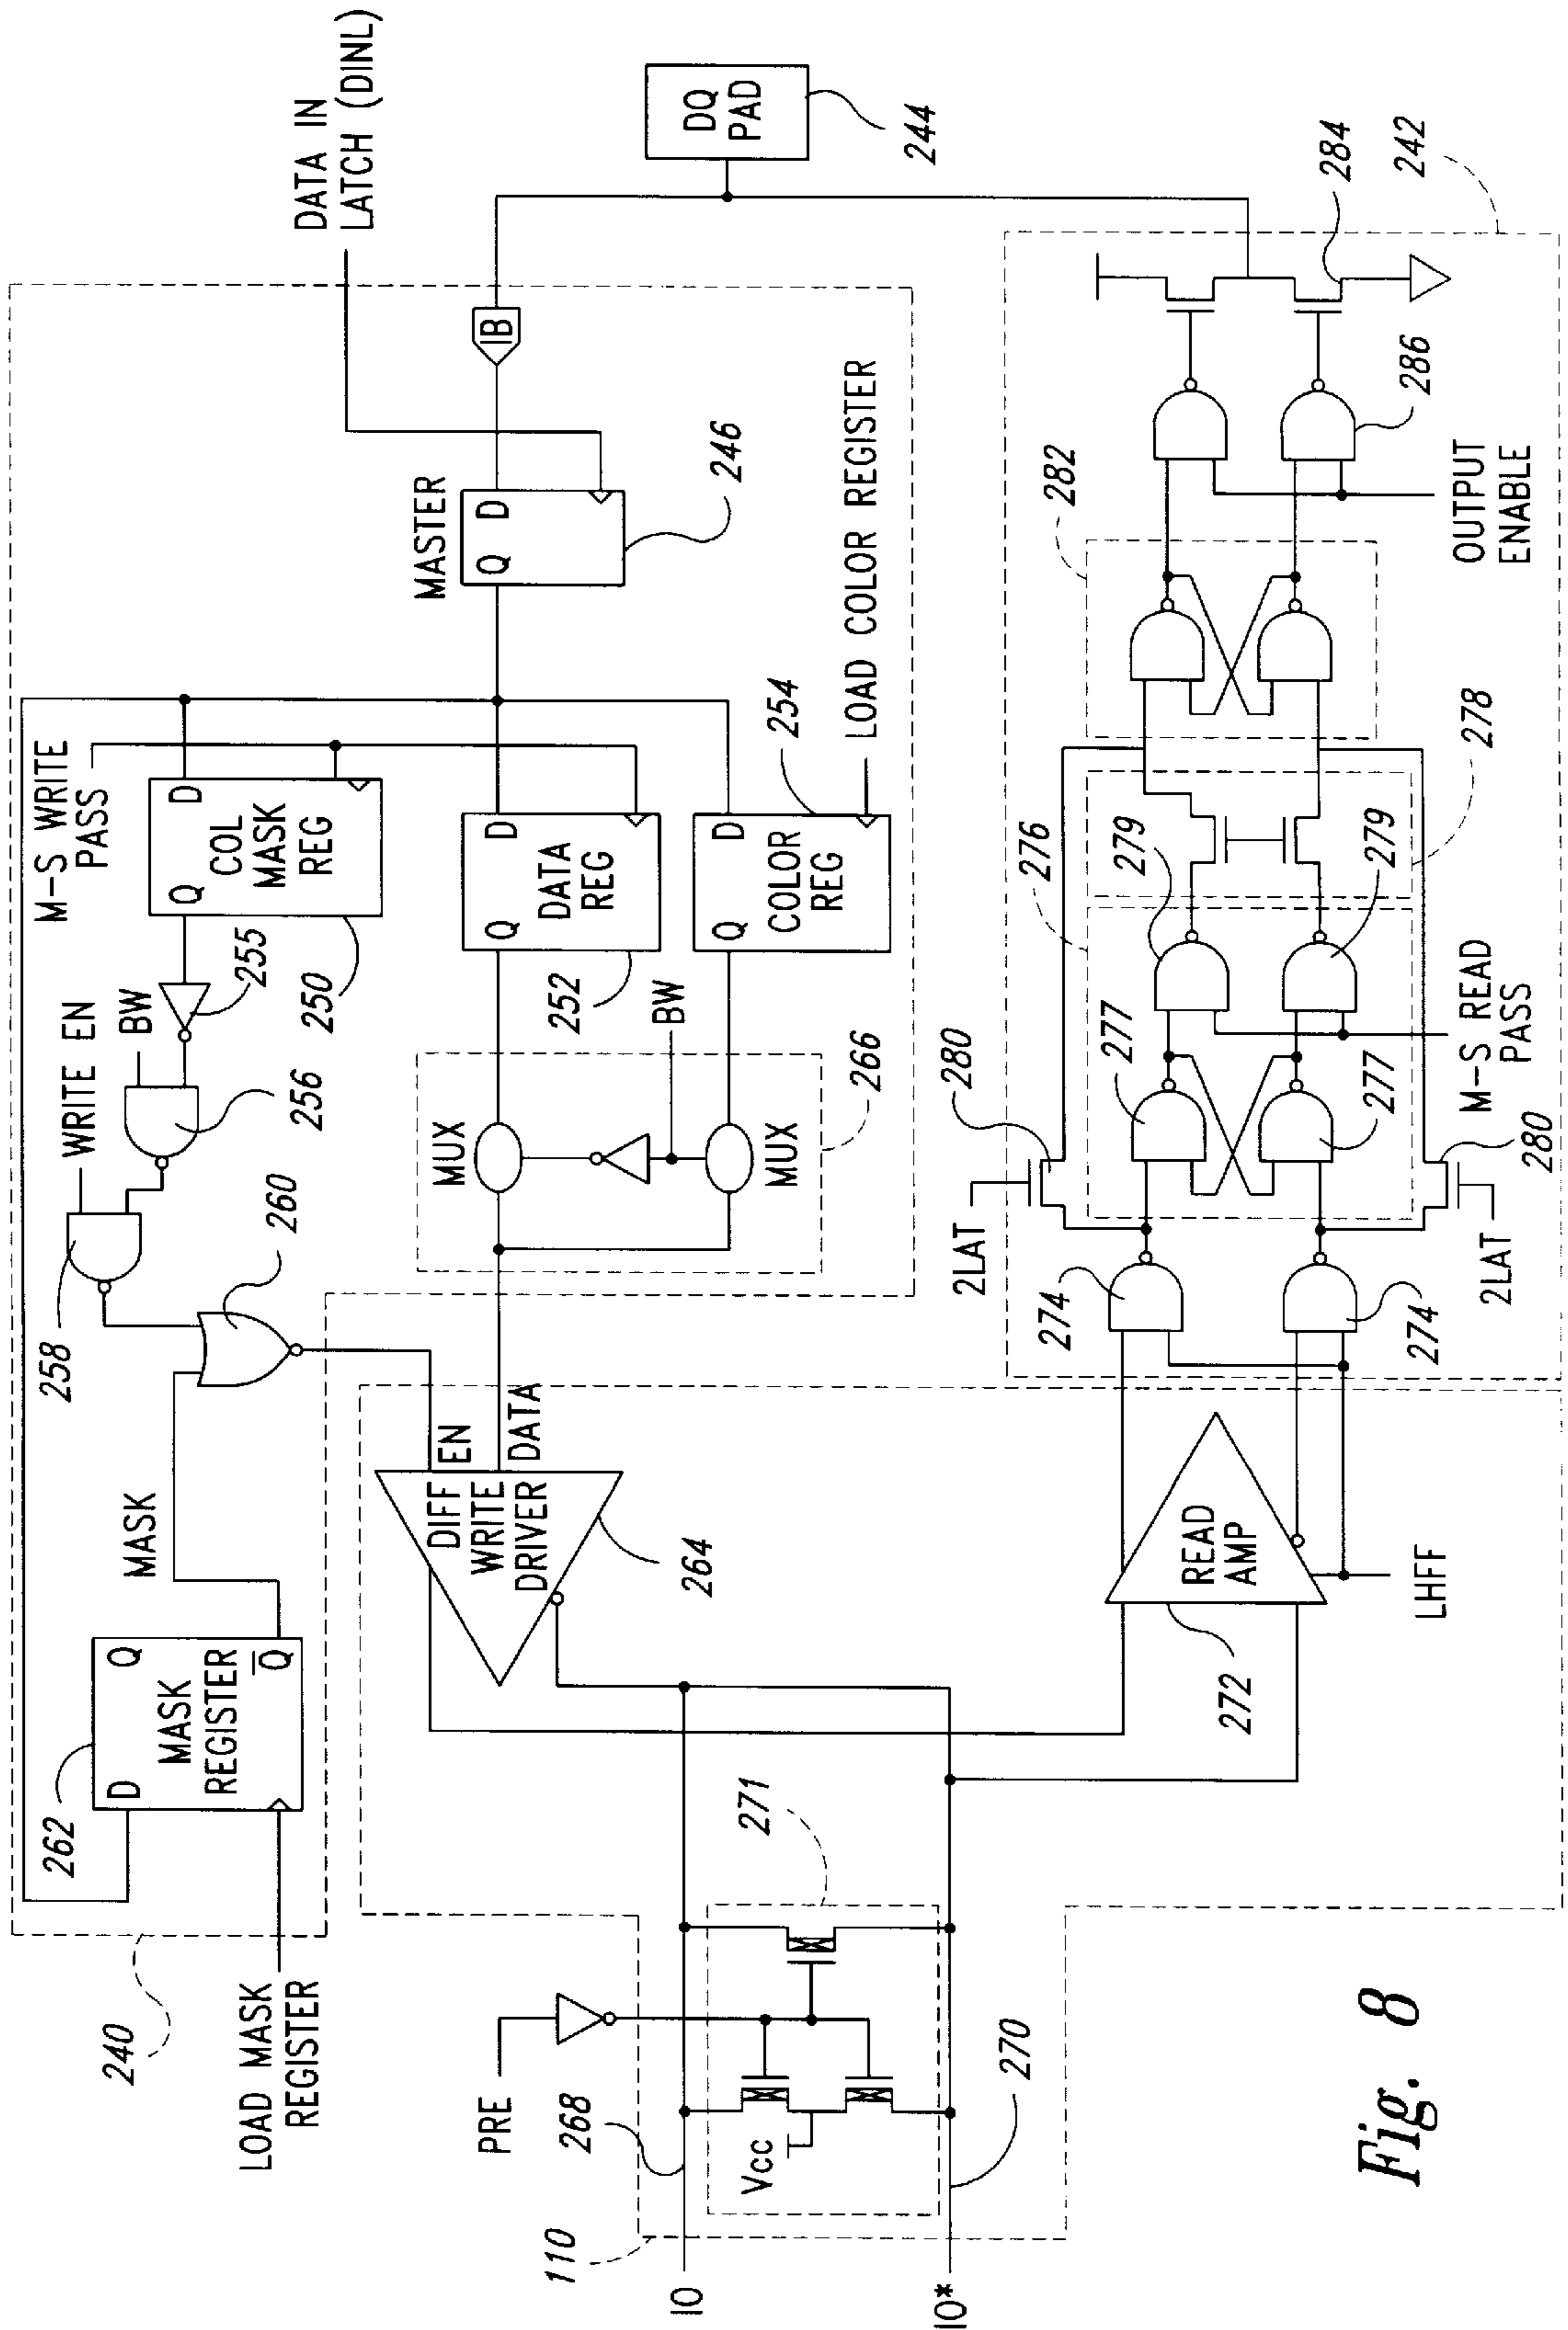 DATA IN
LATCH (DINL)
DQ
PAD
244
IB
MASTER
D
Q
246
M-S WRITE
PASS
D
COL
MASK
REG
Q
250
255
WRITE EN
BW
256
258
260
D
DATA
REG
Q
252
D
COLOR
REG
Q
254
LOAD COLOR REGISTER
MUX
MUX
BW
266
MASK
D
Q
MASK
REGISTER
Q
262
LOAD MASK
REGISTER
240
DIFF
WRITE
DRIVER
EN
DATA
264
READ
AMP
272
LHFF
PRE
Vcc
271
268
270
110
IO
IO*
2LAT
2LAT
274
274
280
280
277
277
276
279
279
278
M-S READ
PASS
282
OUTPUT
ENABLE
286
284
242
Fig. 8